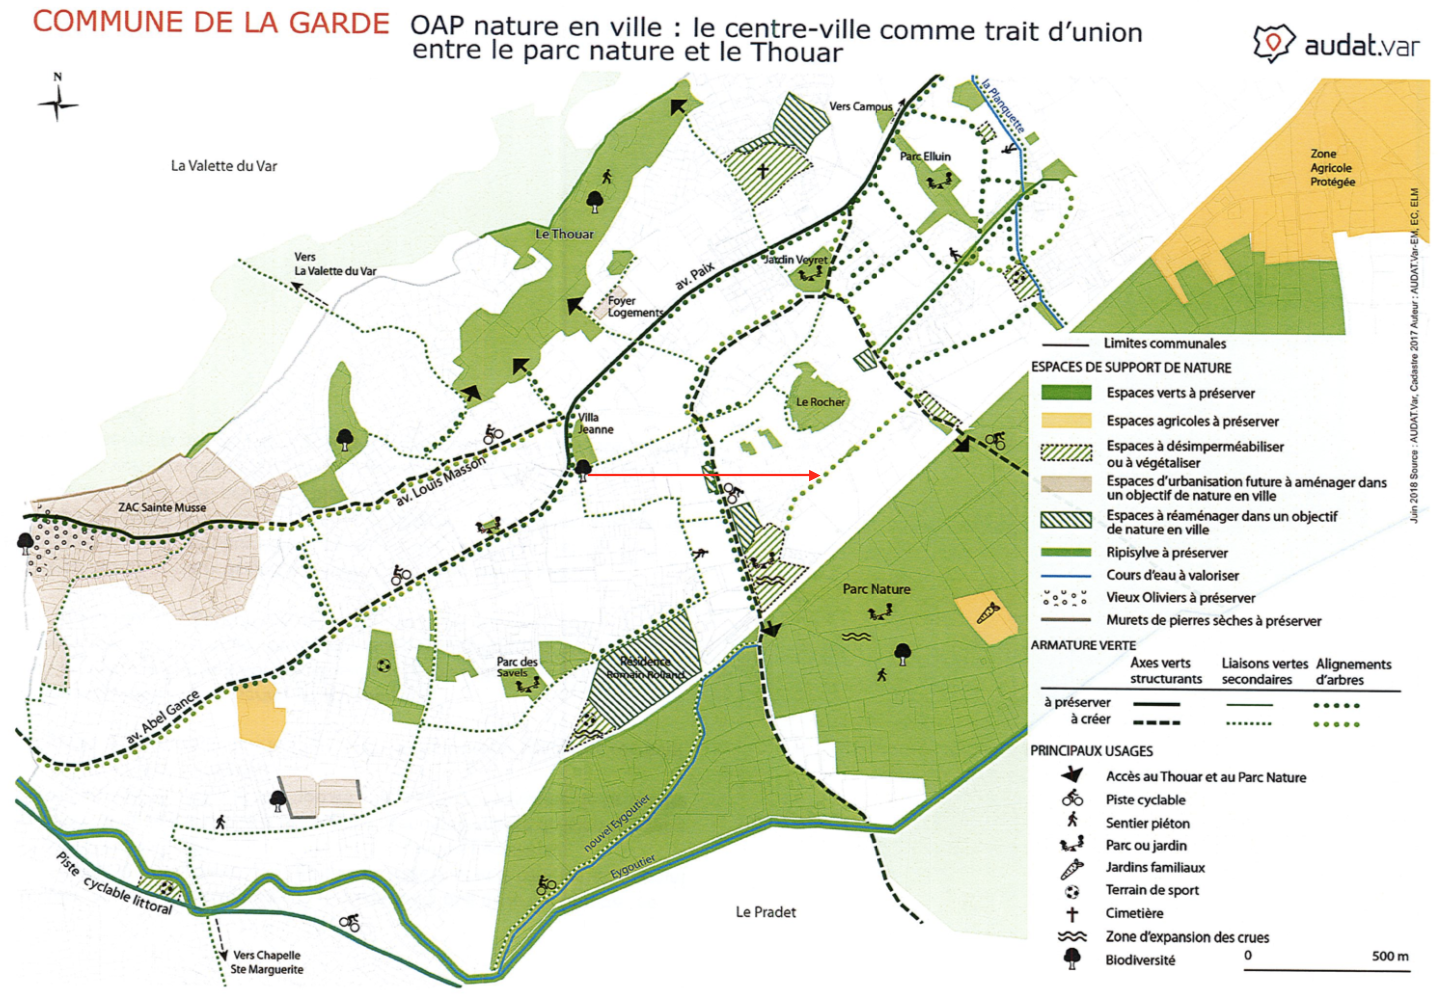 COMMUNE DE LA GARDE
OAP nature en ville : le centre-ville comme trait d'union
entre le parc nature et le Thouar
audat.var
N
La Valette du Var
Vers Campus
la Planquette
Parc Elluin
Zone
Agricole
Protégée
Le Thouar
Vers
La Valette du Var
av. Paix
Jardin Veyret
Foyer
Logements
Le Rocher
Villa
Jeanne
av. Louis Masson
ZAC Sainte Musse
Parc Nature
Parc des
Savels
Résidence
Romain Rolland
av. Abel Gance
nouvel Eygoutier
Eygoutier
Piste cyclable littoral
Le Pradet
Vers Chapelle
Ste Marguerite
Juin 2018 Source : AUDAT.Var, Cadastre 2017 Auteur : AUDAT.Var-EM, EC, ELM
Limites communales
ESPACES DE SUPPORT DE NATURE
Espaces verts à préserver
Espaces agricoles à préserver
Espaces à désimperméabiliser
ou à végétaliser
Espaces d'urbanisation future à aménager dans
un objectif de nature en ville
Espaces à réaménager dans un objectif
de nature en ville
Ripisylve à préserver
Cours d'eau à valoriser
Vieux Oliviers à préserver
Murets de pierres sèches à préserver
ARMATURE VERTE
Axes verts
structurants
Liaisons vertes
secondaires
Alignements
d'arbres
à préserver
à créer
PRINCIPAUX USAGES
Accès au Thouar et au Parc Nature
Piste cyclable
Sentier piéton
Parc ou jardin
Jardins familiaux
Terrain de sport
Cimetière
Zone d'expansion des crues
Biodiversité
0 500 m